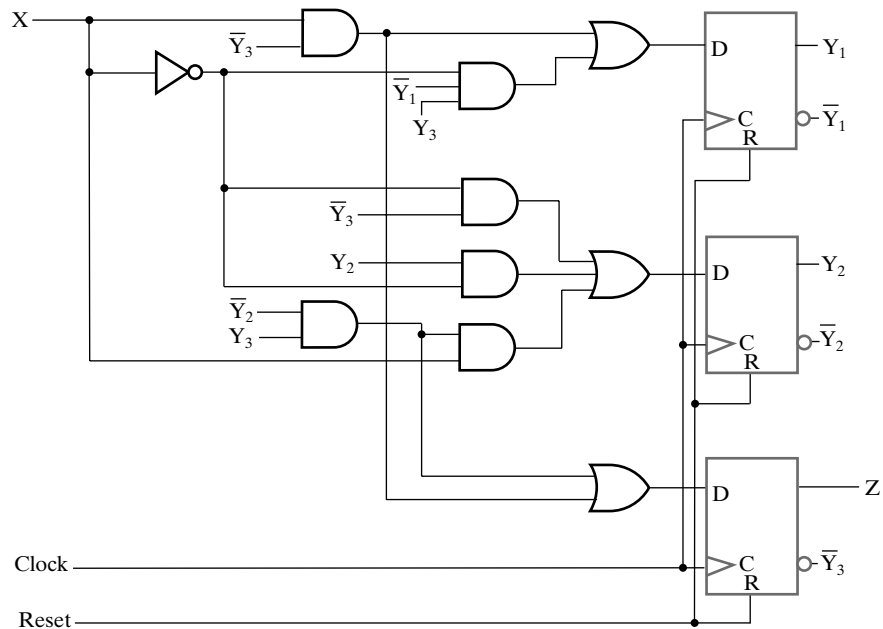 X
Y̅₃
D
Y₁
Y̅₁
Y₃
C
Y̅₁
R
Y̅₃
Y₂
D
Y₂
Y̅₂
Y₃
C
Y̅₂
R
D
Z
Clock
C
Y̅₃
R
Reset